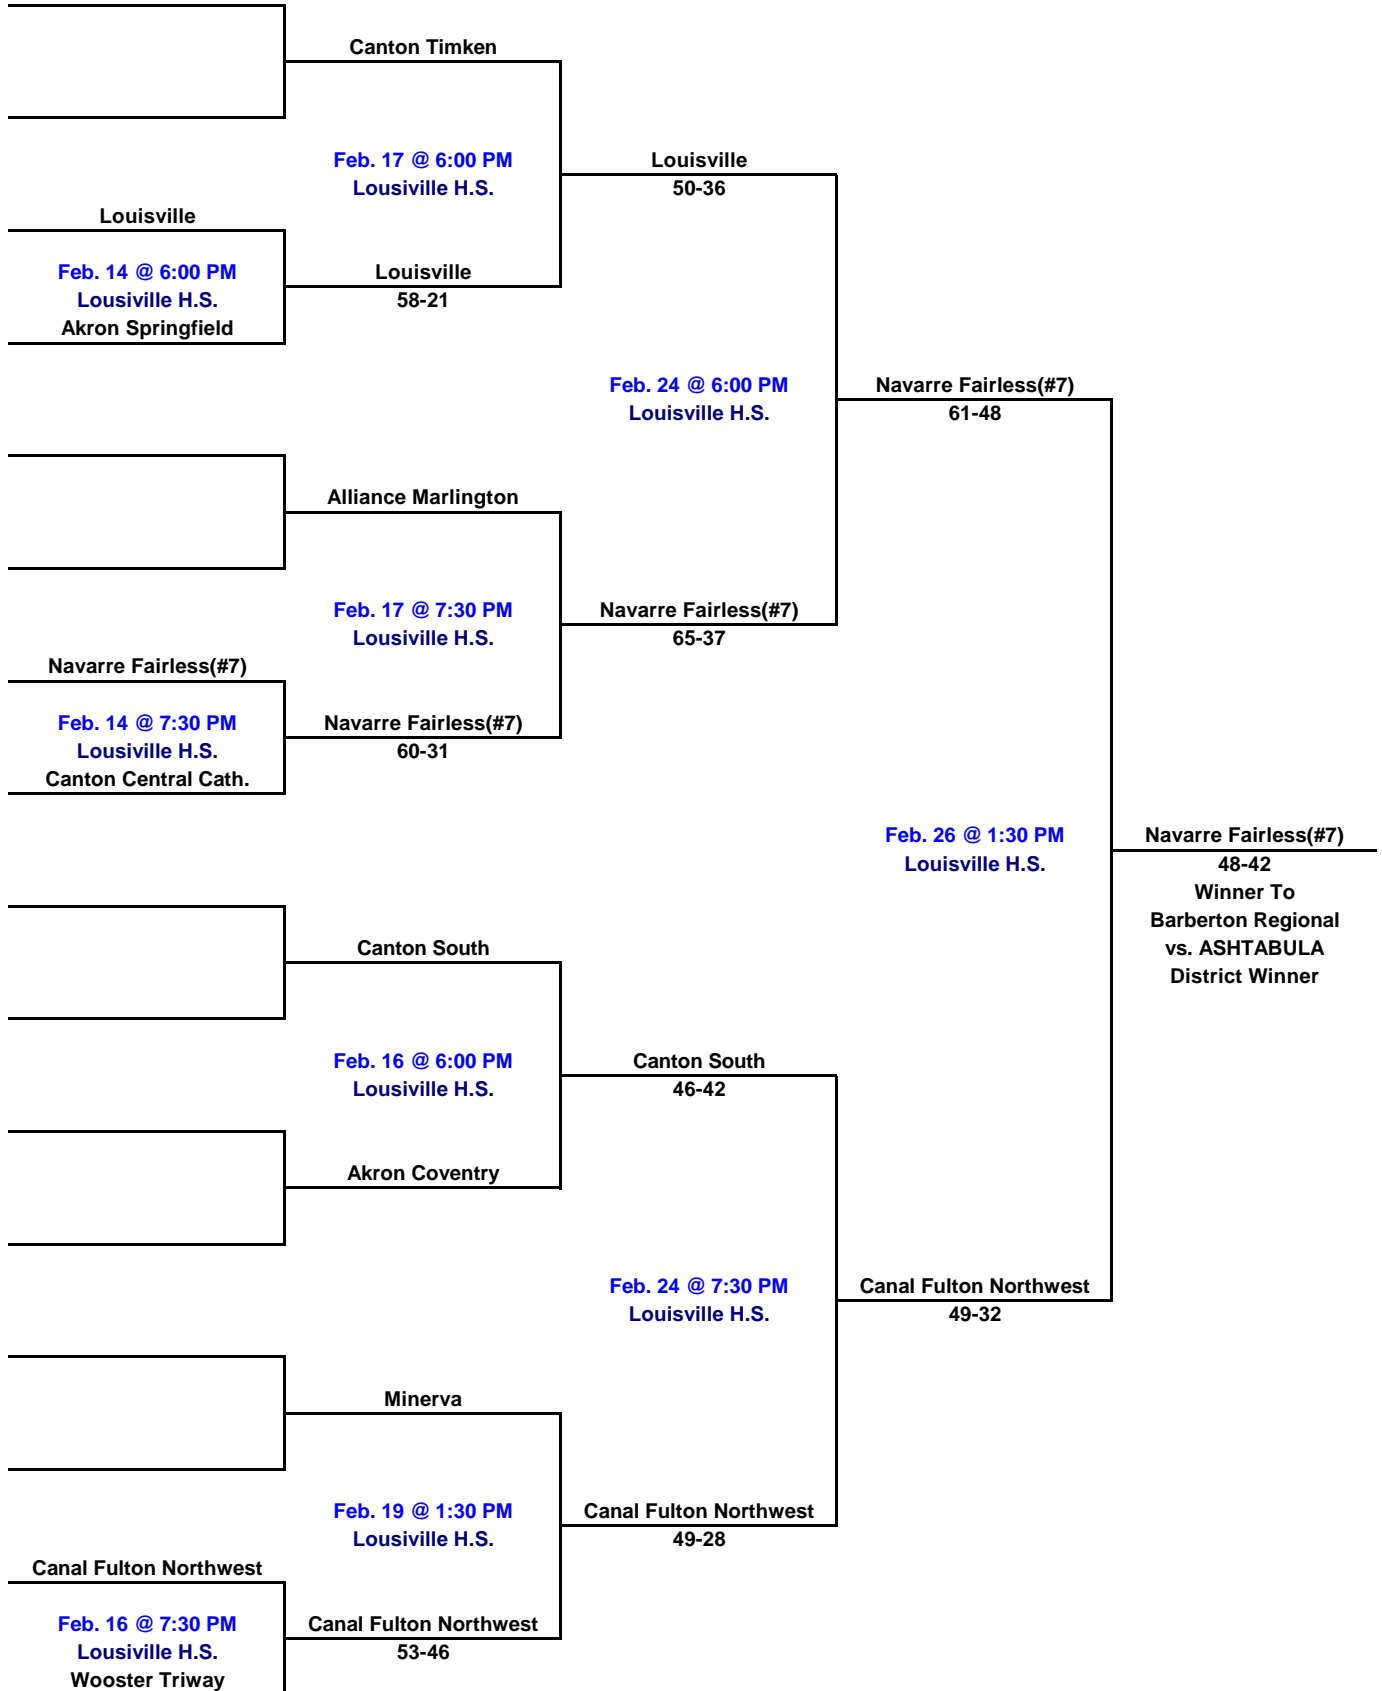 Canton Timken
Feb. 17 @ 6:00 PM
Lousiville H.S.
Louisville
50-36
Louisville
Feb. 14 @ 6:00 PM
Lousiville H.S.
Akron Springfield
Louisville
58-21
Feb. 24 @ 6:00 PM
Louisville H.S.
Navarre Fairless(#7)
61-48
Alliance Marlington
Feb. 17 @ 7:30 PM
Lousiville H.S.
Navarre Fairless(#7)
65-37
Navarre Fairless(#7)
Feb. 14 @ 7:30 PM
Lousiville H.S.
Canton Central Cath.
Navarre Fairless(#7)
60-31
Feb. 26 @ 1:30 PM
Louisville H.S.
Navarre Fairless(#7)
48-42
Winner To
Barberton Regional
vs. ASHTABULA
District Winner
Canton South
Feb. 16 @ 6:00 PM
Lousiville H.S.
Canton South
46-42
Akron Coventry
Feb. 24 @ 7:30 PM
Louisville H.S.
Canal Fulton Northwest
49-32
Minerva
Feb. 19 @ 1:30 PM
Lousiville H.S.
Canal Fulton Northwest
49-28
Canal Fulton Northwest
Feb. 16 @ 7:30 PM
Lousiville H.S.
Wooster Triway
Canal Fulton Northwest
53-46